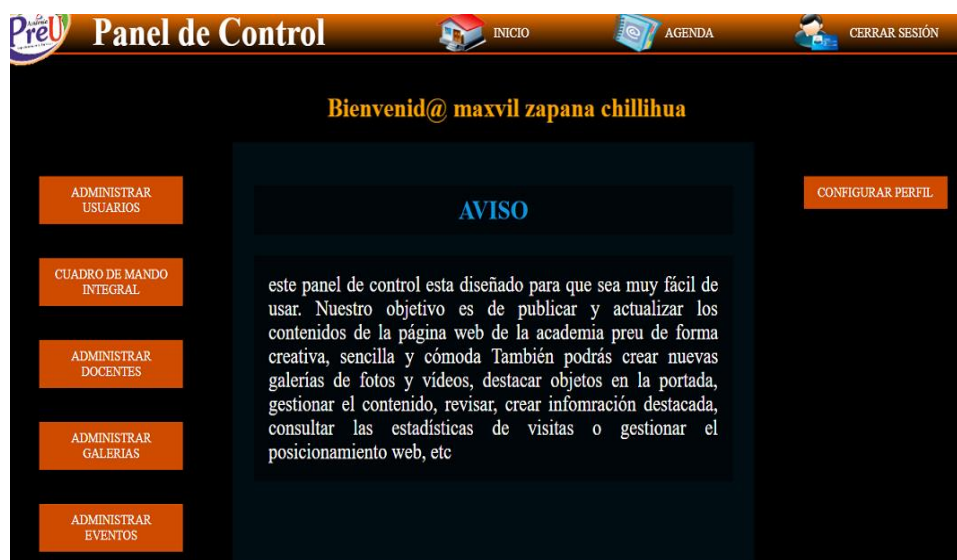 PreU
Panel de Control
INICIO
AGENDA
CERRAR SESIÓN
Bienvenid@ maxvil zapana chillihua
ADMINISTRAR
USUARIOS
CUADRO DE MANDO
INTEGRAL
ADMINISTRAR
DOCENTES
ADMINISTRAR
GALERIAS
ADMINISTRAR
EVENTOS
AVISO
este panel de control esta diseñado para que sea muy fácil de
usar. Nuestro objetivo es de publicar y actualizar los
contenidos de la página web de la academia preu de forma
creativa, sencilla y cómoda También podrás crear nuevas
galerías de fotos y vídeos, destacar objetos en la portada,
gestionar el contenido, revisar, crear infomración destacada,
consultar las estadísticas de visitas o gestionar el
posicionamiento web, etc
CONFIGURAR PERFIL